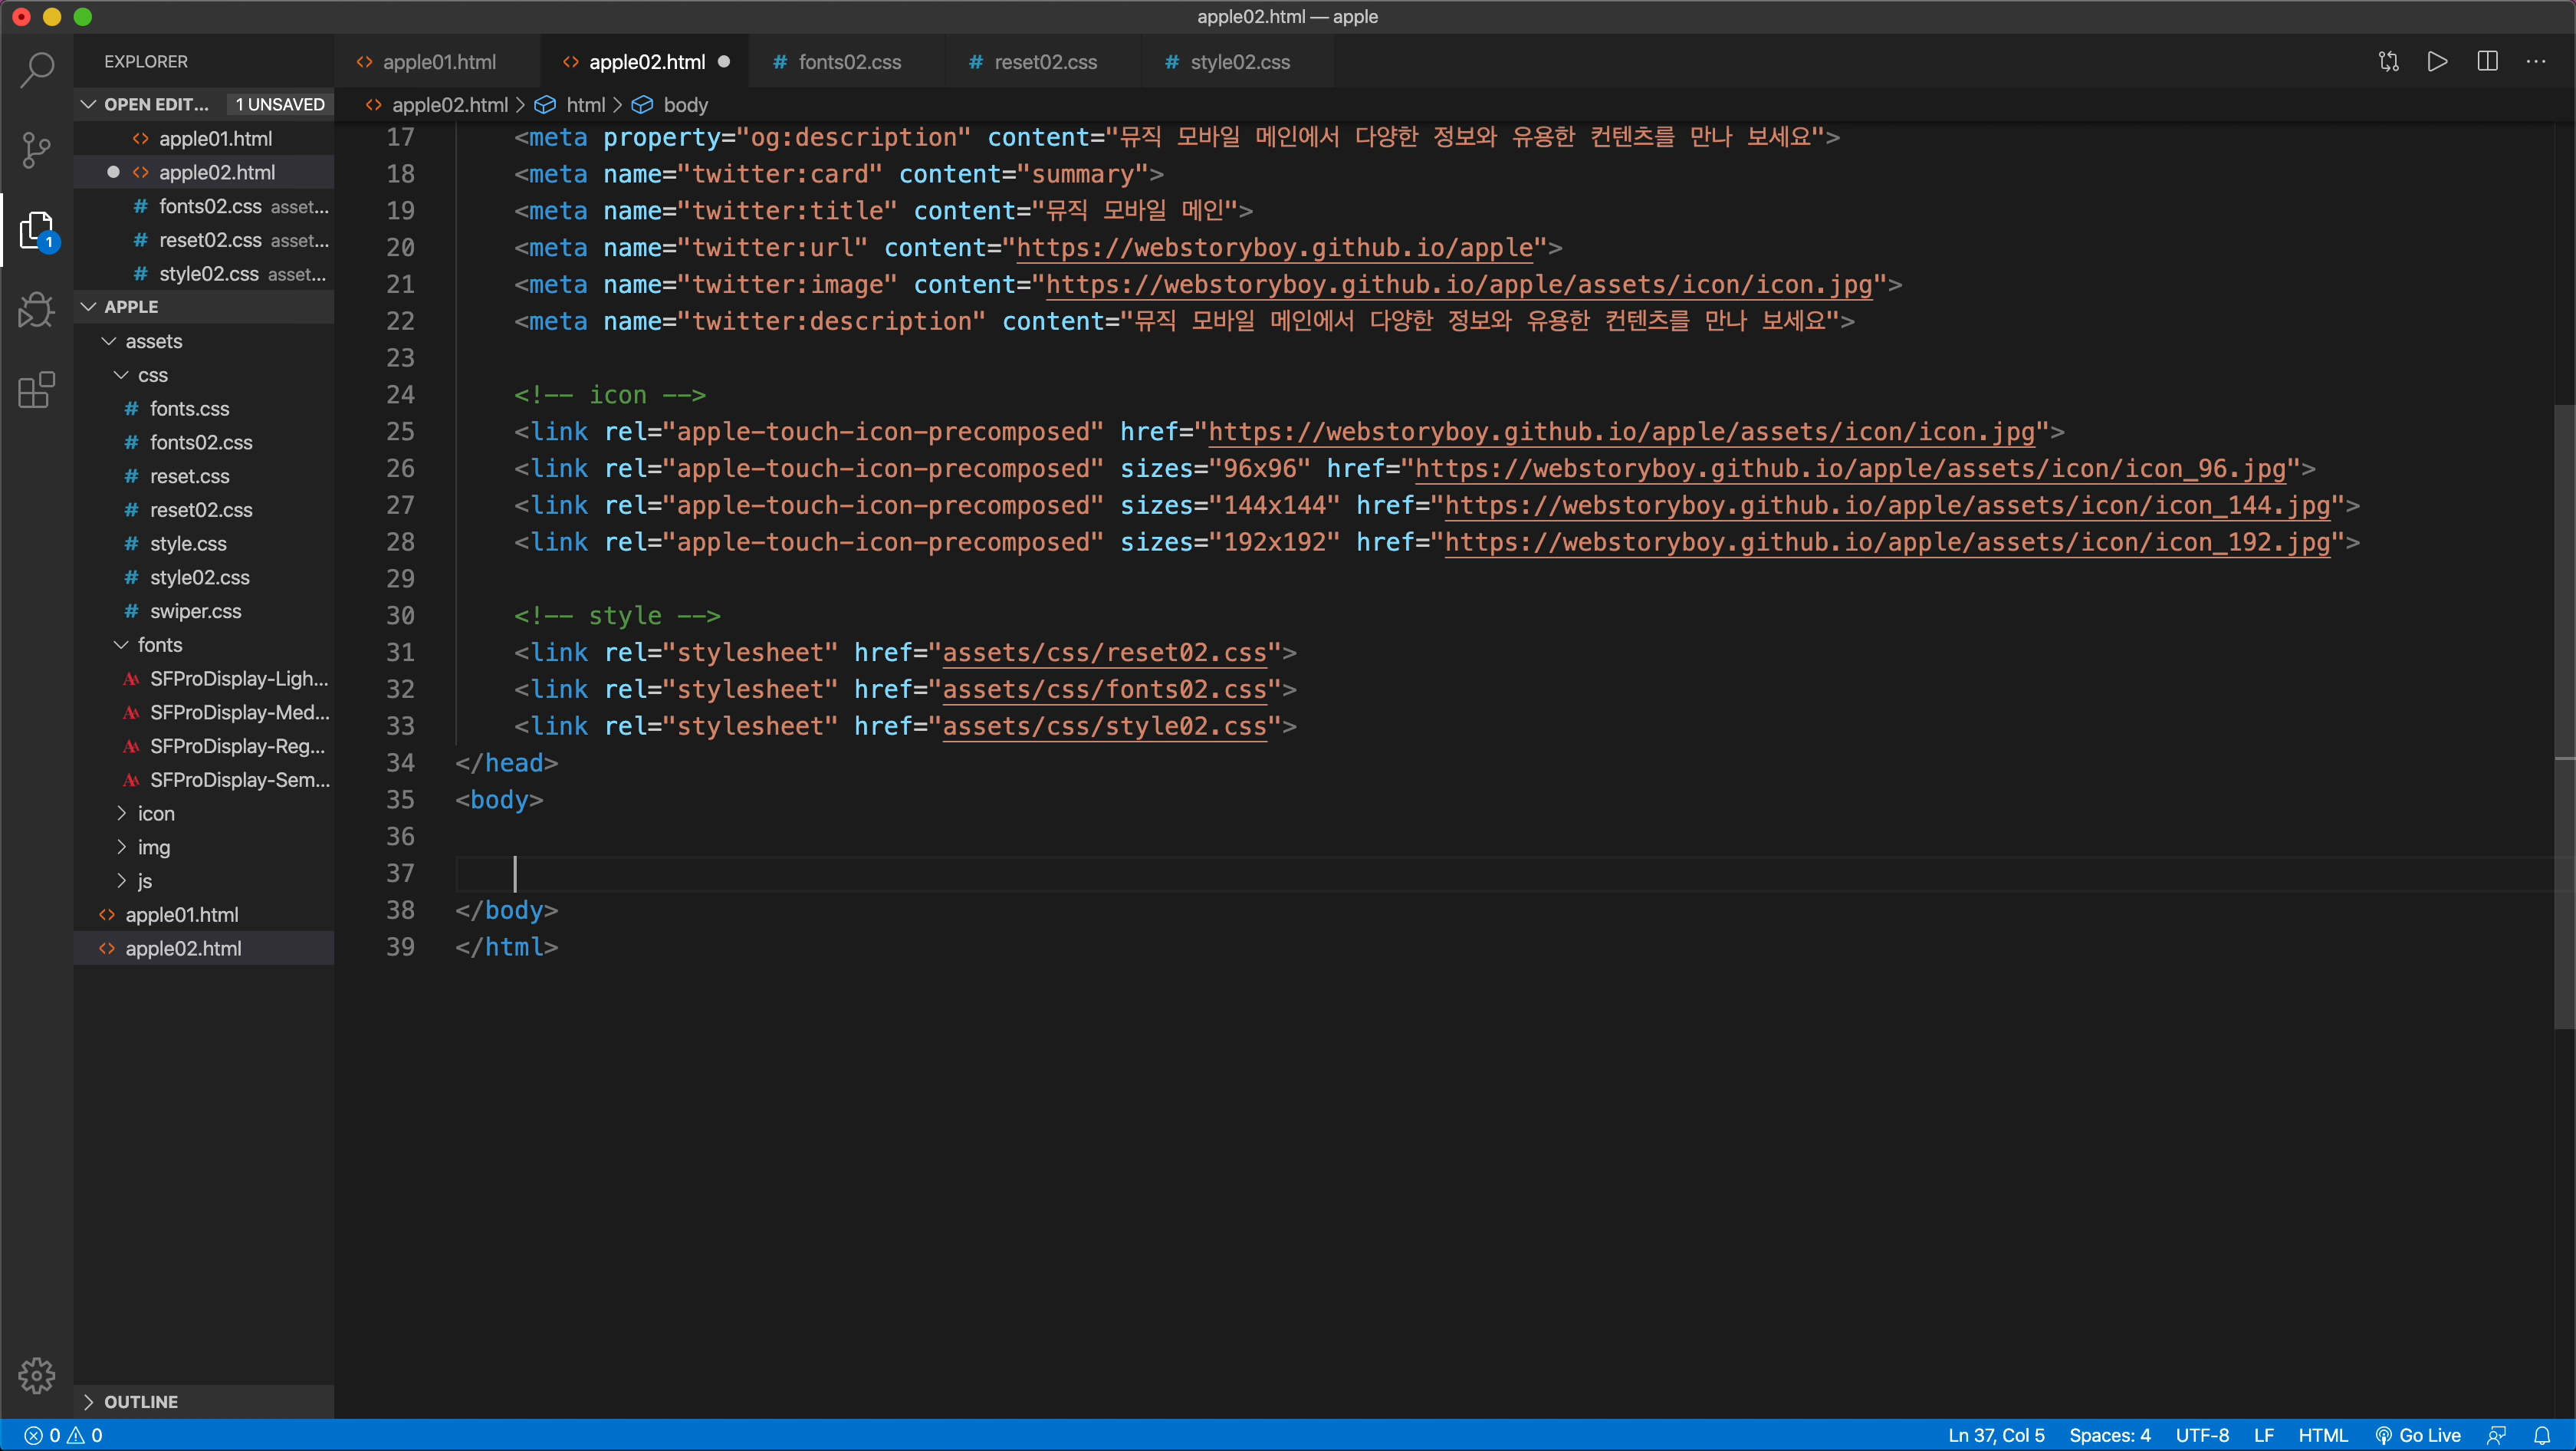 apple02.html — apple
EXPLORER
OPEN EDIT... 1 UNSAVED
apple01.html
apple02.html
fonts02.css asset...
reset02.css asset...
style02.css asset...
APPLE
assets
css
fonts.css
fonts02.css
reset.css
reset02.css
style.css
style02.css
swiper.css
fonts
SFProDisplay-Ligh...
SFProDisplay-Med...
SFProDisplay-Reg...
SFProDisplay-Sem...
icon
img
js
apple01.html
apple02.html
OUTLINE
apple01.html apple02.html fonts02.css reset02.css style02.css
apple02.html > html > body
17 <meta property="og:description" content="뮤직 모바일 메인에서 다양한 정보와 유용한 컨텐츠를 만나 보세요">
18 <meta name="twitter:card" content="summary">
19 <meta name="twitter:title" content="뮤직 모바일 메인">
20 <meta name="twitter:url" content="https://webstoryboy.github.io/apple">
21 <meta name="twitter:image" content="https://webstoryboy.github.io/apple/assets/icon/icon.jpg">
22 <meta name="twitter:description" content="뮤직 모바일 메인에서 다양한 정보와 유용한 컨텐츠를 만나 보세요">
23
24 <!-- icon -->
25 <link rel="apple-touch-icon-precomposed" href="https://webstoryboy.github.io/apple/assets/icon/icon.jpg">
26 <link rel="apple-touch-icon-precomposed" sizes="96x96" href="https://webstoryboy.github.io/apple/assets/icon/icon_96.jpg">
27 <link rel="apple-touch-icon-precomposed" sizes="144x144" href="https://webstoryboy.github.io/apple/assets/icon/icon_144.jpg">
28 <link rel="apple-touch-icon-precomposed" sizes="192x192" href="https://webstoryboy.github.io/apple/assets/icon/icon_192.jpg">
29
30 <!-- style -->
31 <link rel="stylesheet" href="assets/css/reset02.css">
32 <link rel="stylesheet" href="assets/css/fonts02.css">
33 <link rel="stylesheet" href="assets/css/style02.css">
34 </head>
35 <body>
36
37
38 </body>
39 </html>
1
0 0 Ln 37, Col 5 Spaces: 4 UTF-8 LF HTML Go Live